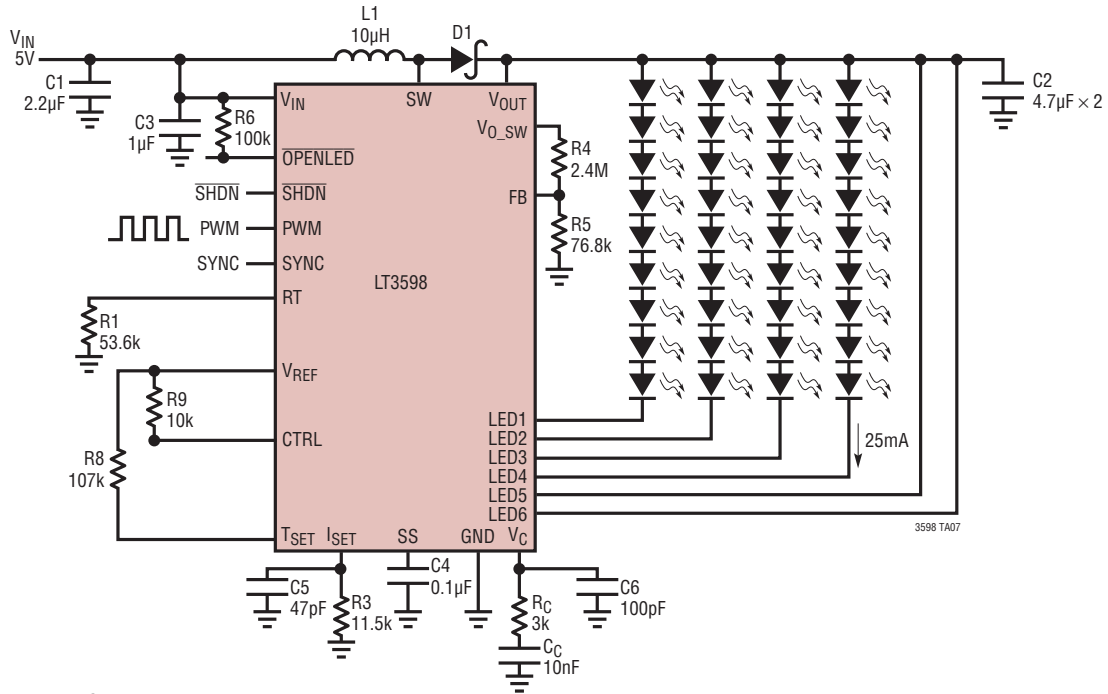 L1
10µH
D1
VIN
5V
C1
2.2µF
C2
4.7µF × 2
C3
1µF
R6
100k
VIN
SW
VOUT
VO_SW
R4
2.4M
OPENLED
SHDN
SHDN
FB
R5
76.8k
PWM
PWM
SYNC
SYNC
LT3598
RT
R1
53.6k
VREF
R9
10k
CTRL
R8
107k
LED1
LED2
LED3
LED4
LED5
LED6
25mA
3598 TA07
TSET
ISET
SS
GND
VC
C5
47pF
R3
11.5k
C4
0.1µF
RC
3k
CC
10nF
C6
100pF